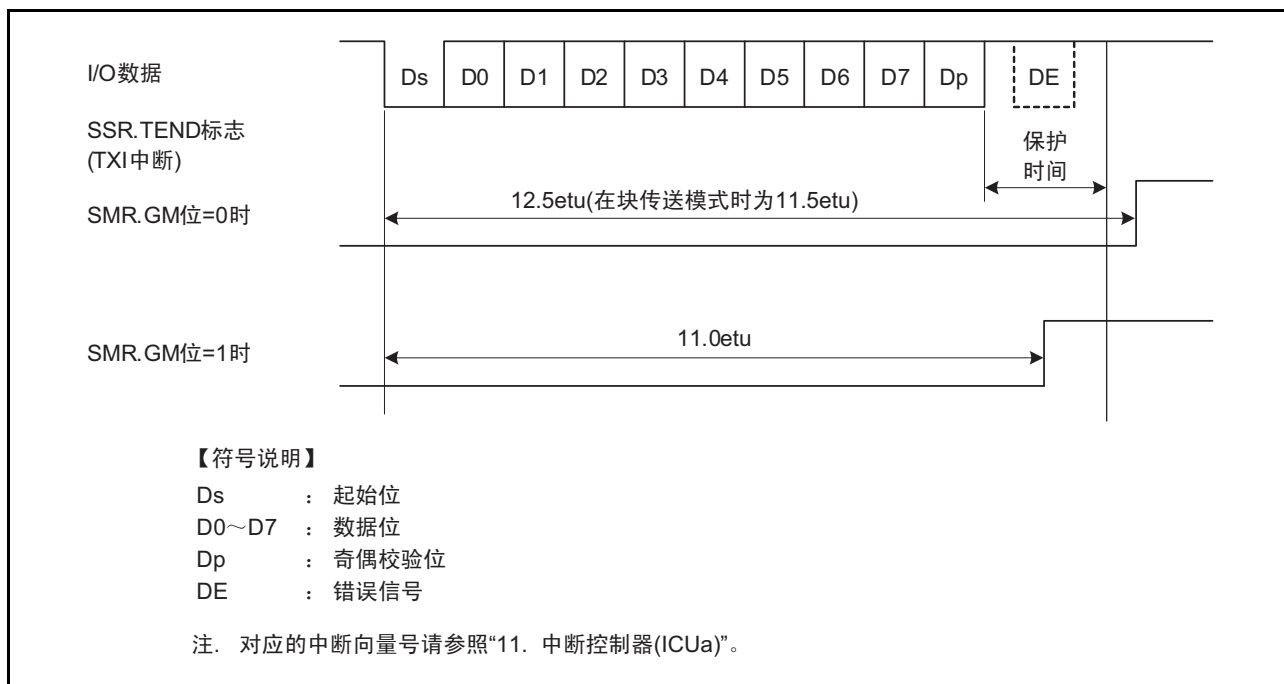 I/O数据
Ds D0 D1 D2 D3 D4 D5 D6 D7 Dp DE
SSR.TEND标志
(TXI中断)
保护
时间
12.5etu(在块传送模式时为11.5etu)
SMR.GM位=0时
11.0etu
SMR.GM位=1时
【符号说明】
Ds : 起始位
D0～D7 : 数据位
Dp : 奇偶校验位
DE : 错误信号
注. 对应的中断向量号请参照“11. 中断控制器(ICUa)”。